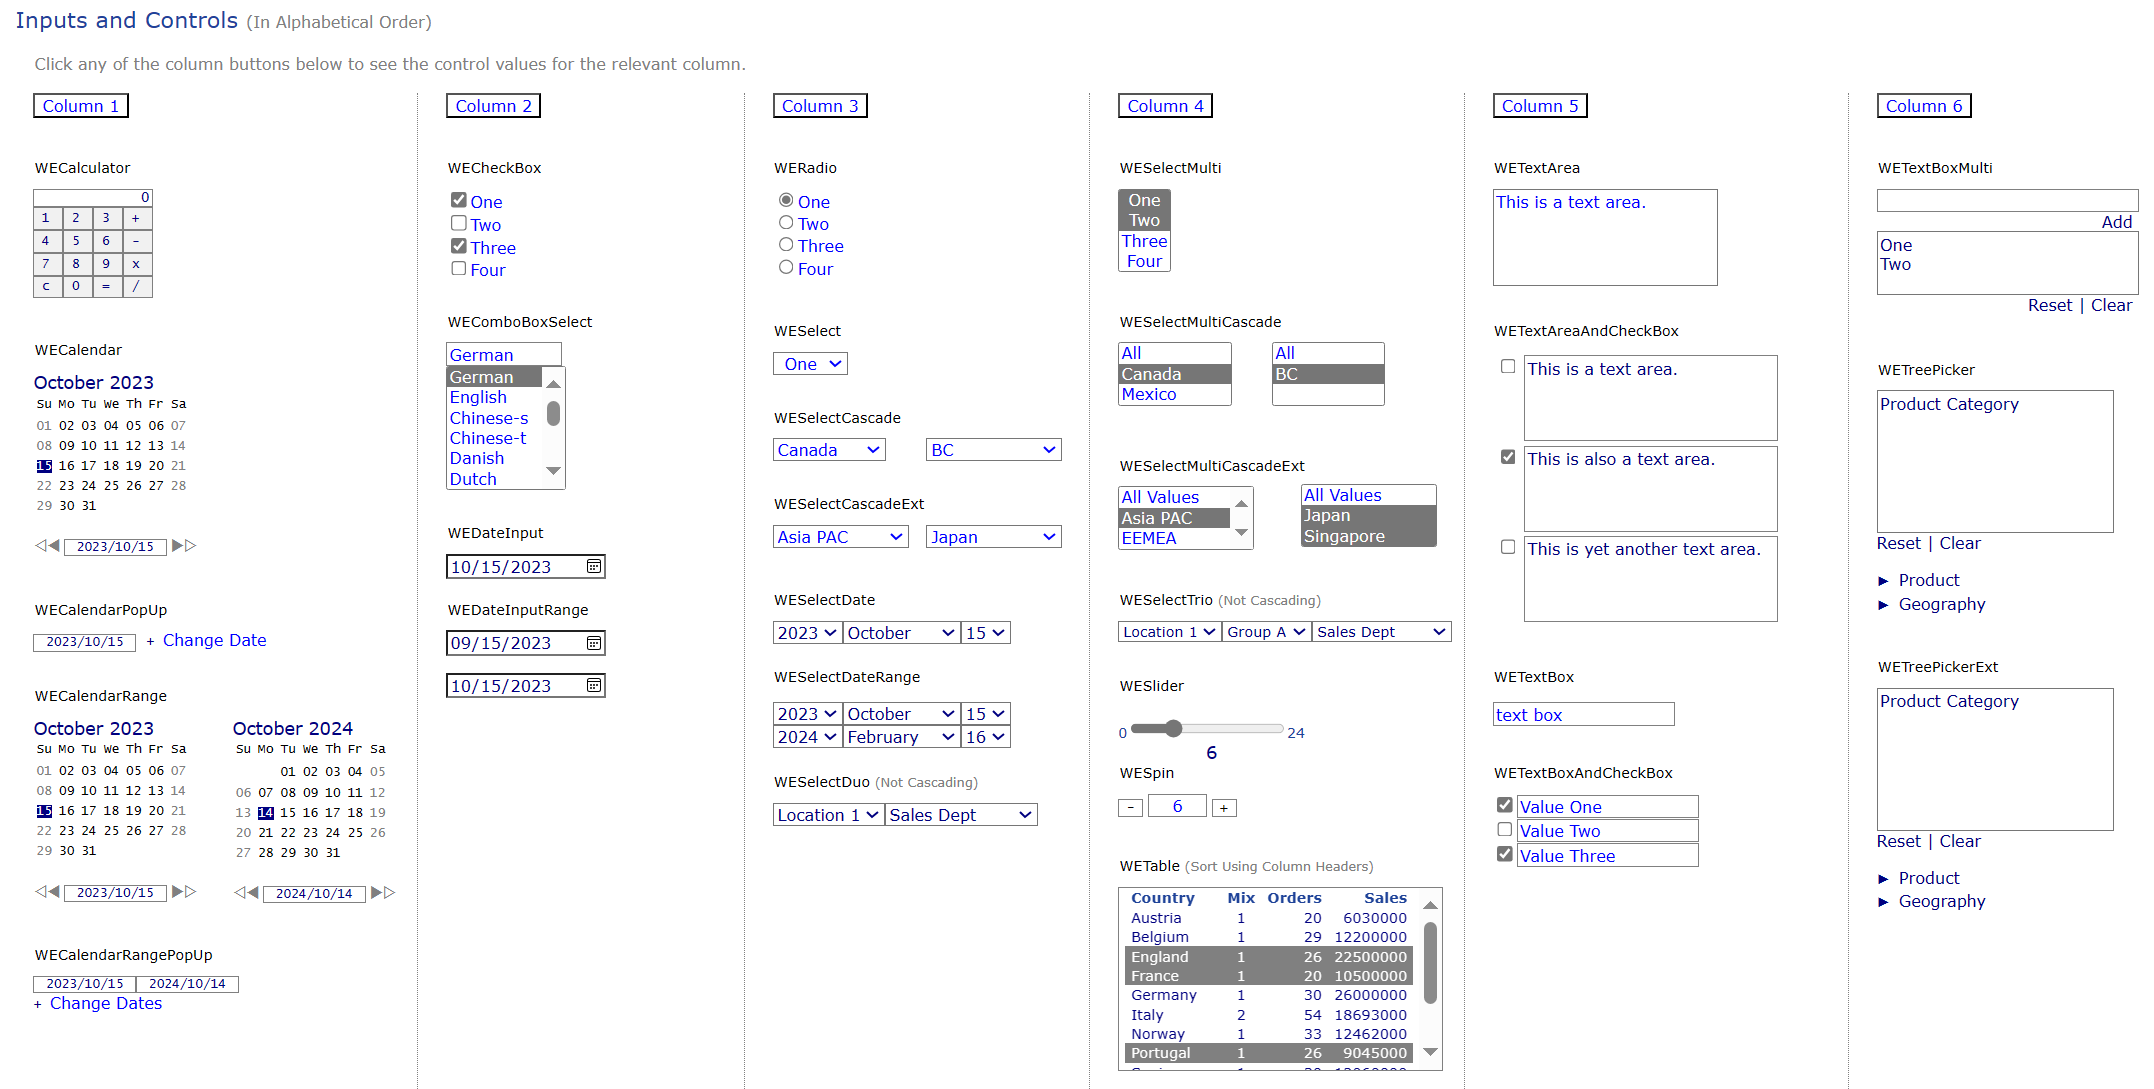 Inputs and Controls (In Alphabetical Order)
Click any of the column buttons below to see the control values for the relevant column.
Column 1
WECalculator
0
1 2 3 +
4 5 6 -
7 8 9 x
c 0 = /
WECalendar
October 2023
Su Mo Tu We Th Fr Sa
01 02 03 04 05 06 07
08 09 10 11 12 13 14
15 16 17 18 19 20 21
22 23 24 25 26 27 28
29 30 31
2023/10/15
WECalendarPopUp
2023/10/15 + Change Date
WECalendarRange
October 2023
Su Mo Tu We Th Fr Sa
01 02 03 04 05 06 07
08 09 10 11 12 13 14
15 16 17 18 19 20 21
22 23 24 25 26 27 28
29 30 31
2023/10/15
October 2024
Su Mo Tu We Th Fr Sa
01 02 03 04 05
06 07 08 09 10 11 12
13 14 15 16 17 18 19
20 21 22 23 24 25 26
27 28 29 30 31
2024/10/14
WECalendarRangePopUp
2023/10/15 2024/10/14
+ Change Dates
Column 2
WECheckBox
One
Two
Three
Four
WEComboBoxSelect
German
German
English
Chinese-s
Chinese-t
Danish
Dutch
WEDateInput
10/15/2023
WEDateInputRange
09/15/2023
10/15/2023
Column 3
WERadio
One
Two
Three
Four
WESelect
One
WESelectCascade
Canada BC
WESelectCascadeExt
Asia PAC Japan
WESelectDate
2023 October 15
WESelectDateRange
2023 October 15
2024 February 16
WESelectDuo (Not Cascading)
Location 1 Sales Dept
Column 4
WESelectMulti
One
Two
Three
Four
WESelectMultiCascade
All
Canada
Mexico
All
BC
WESelectMultiCascadeExt
All Values
Asia PAC
EEMEA
All Values
Japan
Singapore
WESelectTrio (Not Cascading)
Location 1 Group A Sales Dept
WESlider
0 24
6
WESpin
- 6 +
WETable (Sort Using Column Headers)
Country Mix Orders Sales
Austria 1 20 6030000
Belgium 1 29 12200000
England 1 26 22500000
France 1 20 10500000
Germany 1 30 26000000
Italy 2 54 18693000
Norway 1 33 12462000
Portugal 1 26 9045000
Column 5
WETextArea
This is a text area.
WETextAreaAndCheckBox
This is a text area.
This is also a text area.
This is yet another text area.
WETextBox
text box
WETextBoxAndCheckBox
Value One
Value Two
Value Three
Column 6
WETextBoxMulti
Add
One
Two
Reset | Clear
WETreePicker
Product Category
Reset | Clear
► Product
► Geography
WETreePickerExt
Product Category
Reset | Clear
► Product
► Geography